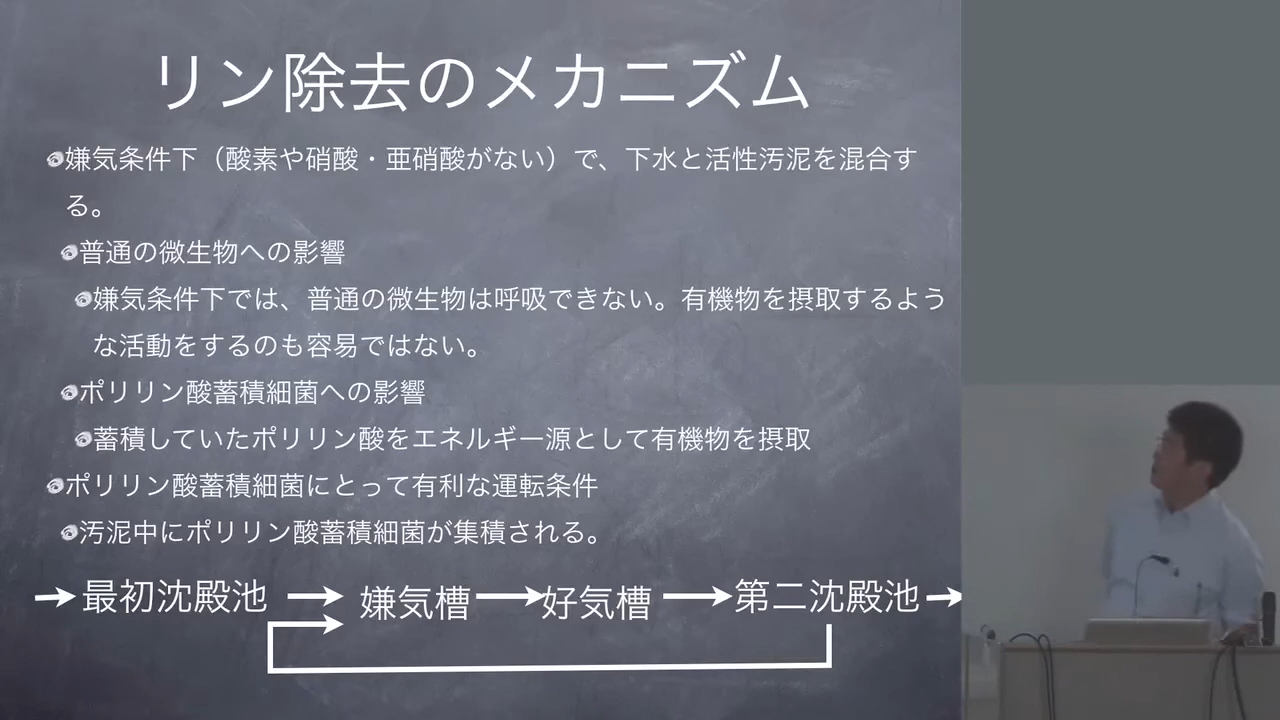 リン除去のメカニズム
嫌気条件下（酸素や硝酸・亜硝酸がない）で、下水と活性汚泥を混合す
る。
普通の微生物への影響
嫌気条件下では、普通の微生物は呼吸できない。有機物を摂取するよう
な活動をするのも容易ではない。
ポリリン酸蓄積細菌への影響
蓄積していたポリリン酸をエネルギー源として有機物を摂取
ポリリン酸蓄積細菌にとって有利な運転条件
汚泥中にポリリン酸蓄積細菌が集積される。
最初沈殿池 嫌気槽 好気槽 第二沈殿池